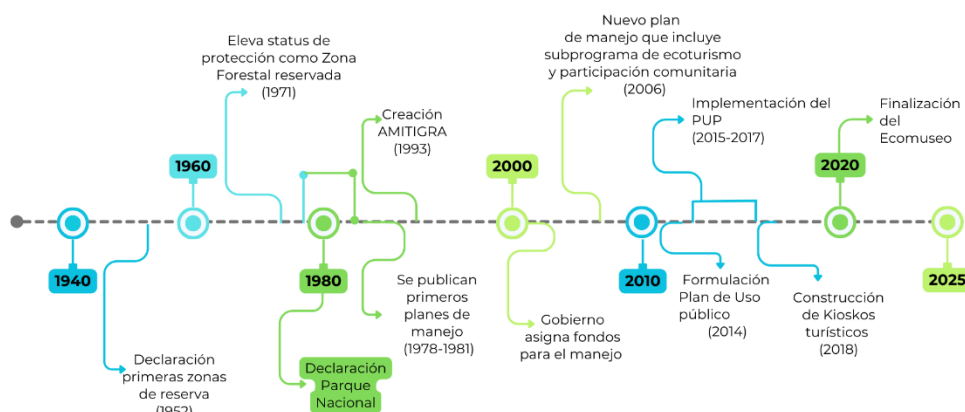 Eleva status de
protección como Zona
Forestal reservada
(1971)
Nuevo plan
de manejo que incluye
subprograma de ecoturismo
y participación comunitaria
(2006)
Creación
AMITIGRA
(1993)
Implementación del
PUP
(2015-2017)
Finalización
del
Ecomuseo
1960
2000
2020
1940
1980
2010
2025
Declaración
primeras zonas
de reserva
(1952)
Declaración
Parque
Nacional
Se publican
primeros
planes de
manejo
(1978-1981)
Gobierno
asigna fondos
para el manejo
Formulación
Plan de Uso
público
(2014)
Construcción
de Kioskos
turísticos
(2018)